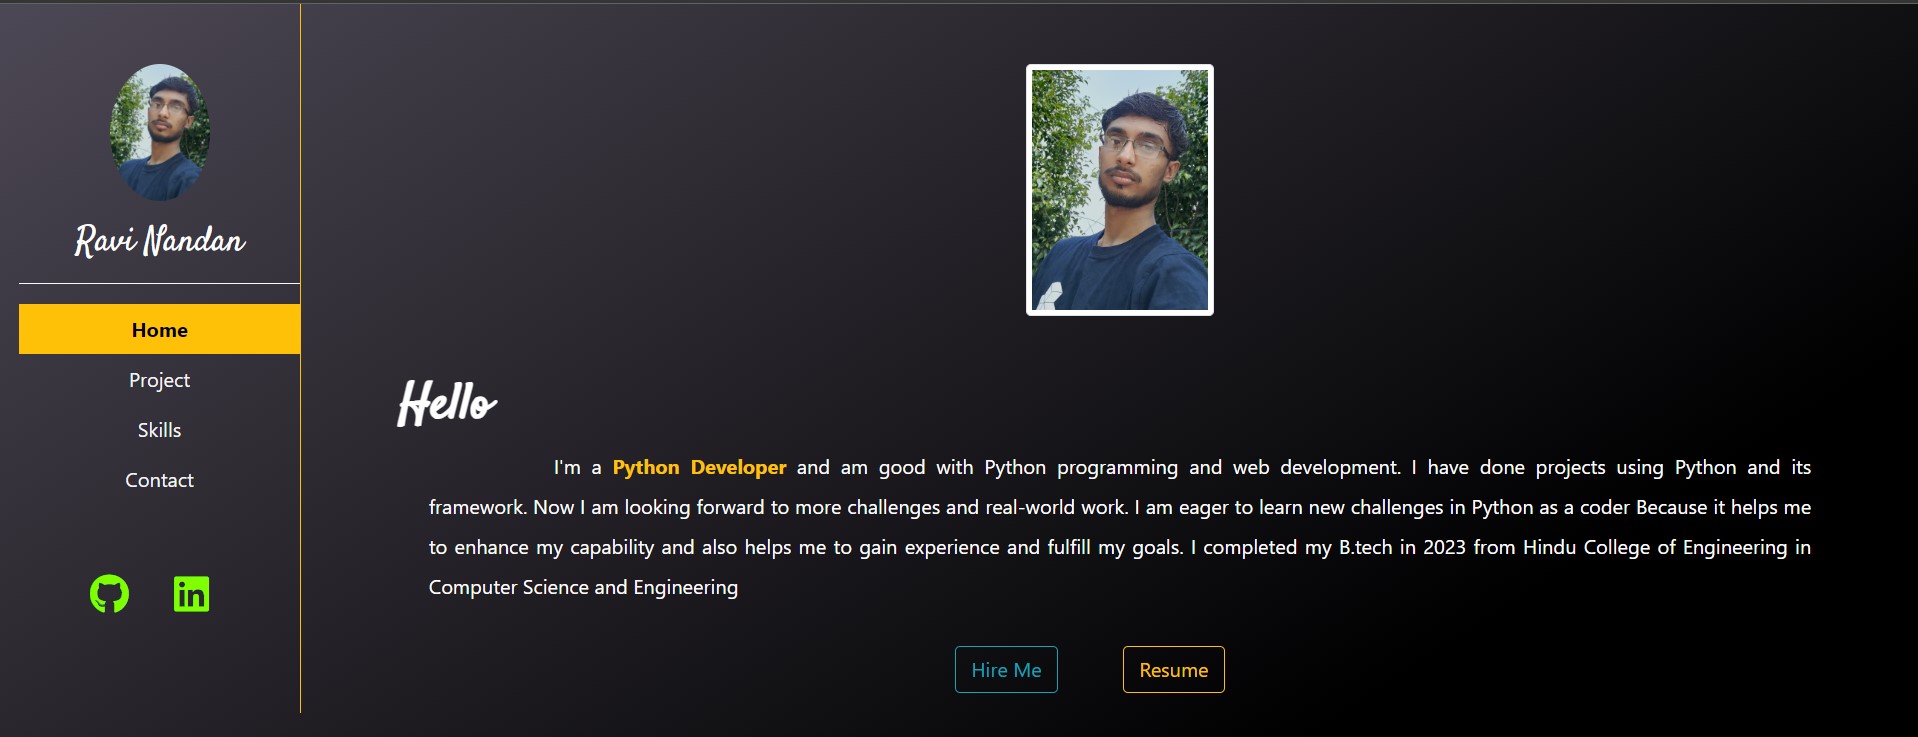 Ravi Nandan
Home
Project
Skills
Contact
in
Hello
I'm a Python Developer and am good with Python programming and web development. I have done projects using Python and its
framework. Now I am looking forward to more challenges and real-world work. I am eager to learn new challenges in Python as a coder Because it helps me
to enhance my capability and also helps me to gain experience and fulfill my goals. I completed my B.tech in 2023 from Hindu College of Engineering in
Computer Science and Engineering
Hire Me
Resume